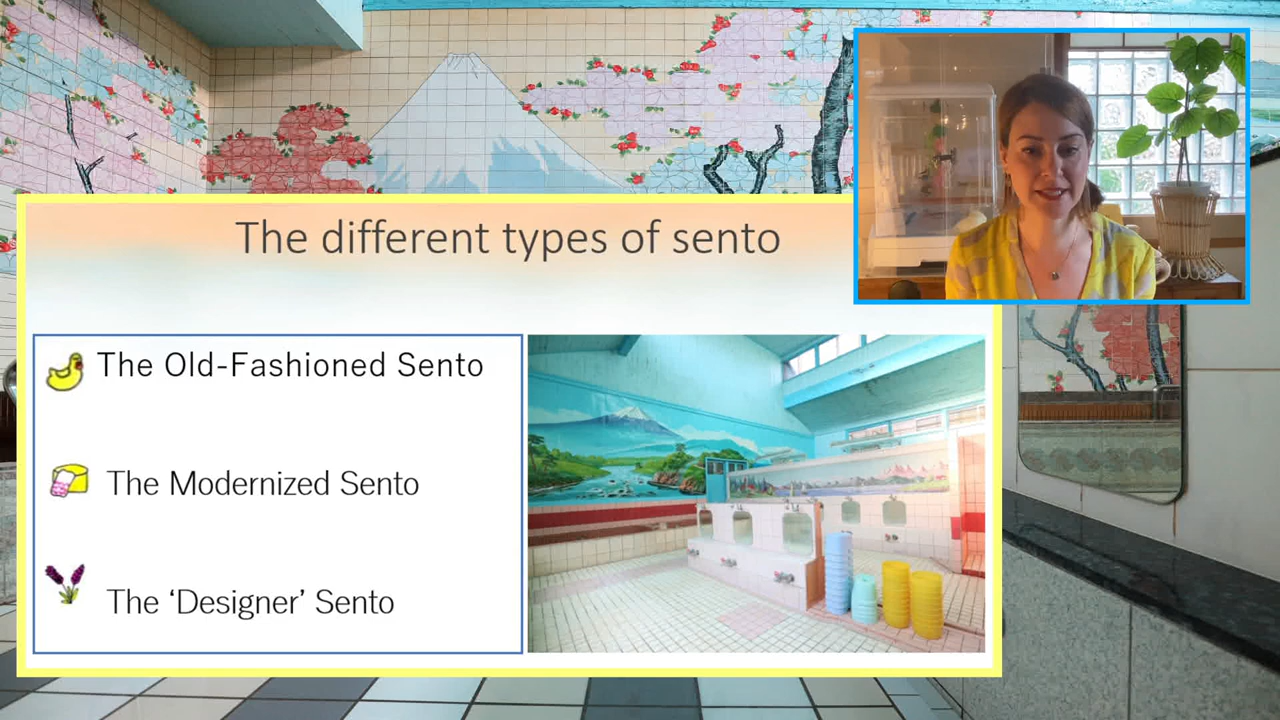 The different types of sento
The Old-Fashioned Sento
The Modernized Sento
The ‘Designer’ Sento